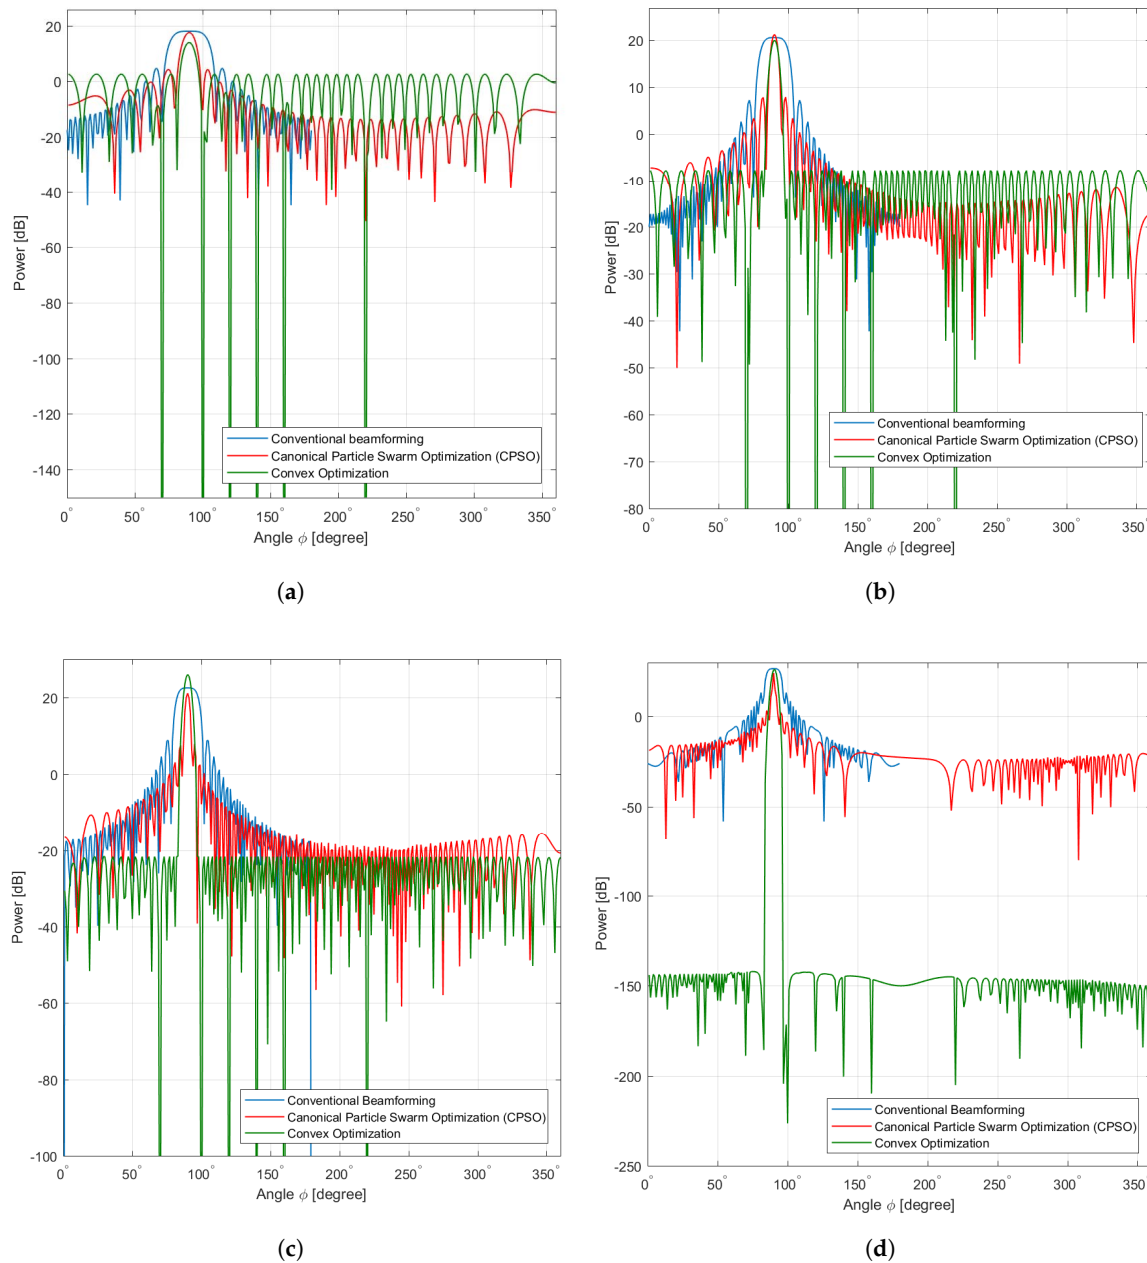 20
0
-20
-40
-60
-80
-100
-120
-140
Power [dB]
0° 50° 100° 150° 200° 250° 300° 350°
Angle ϕ [degree]
Conventional beamforming
Canonical Particle Swarm Optimization (CPSO)
Convex Optimization
(a)
20
10
0
-10
-20
-30
-40
-50
-60
-70
-80
Power [dB]
0° 50° 100° 150° 200° 250° 300° 350°
Angle ϕ [degree]
Conventional beamforming
Canonical Particle Swarm Optimization (CPSO)
Convex Optimization
(b)
20
0
-20
-40
-60
-80
-100
Power [dB]
0° 50° 100° 150° 200° 250° 300° 350°
Angle ϕ [degree]
Conventional Beamforming
Canonical Particle Swarm Optimization (CPSO)
Convex Optimization
(c)
0
-50
-100
-150
-200
-250
Power [dB]
0° 50° 100° 150° 200° 250° 300° 350°
Angle ϕ [degree]
Conventional Beamforming
Canonical Particle Swarm Optimization (CPSO)
Convex Optimization
(d)